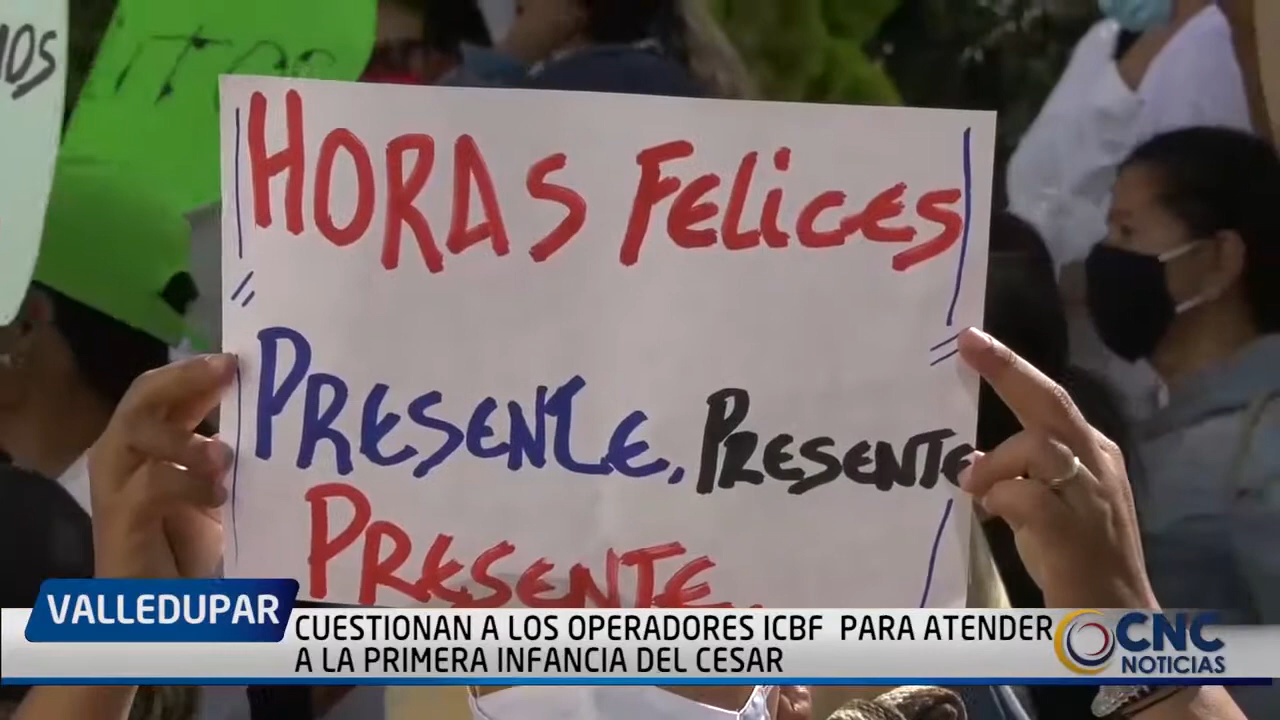 HORAS FELICES
PRESENTE, PRESENTE
PRESENTE,
VALLEDUPAR
CUESTIONAN A LOS OPERADORES ICBF PARA ATENDER
A LA PRIMERA INFANCIA DEL CESAR
CNC
NOTICIAS